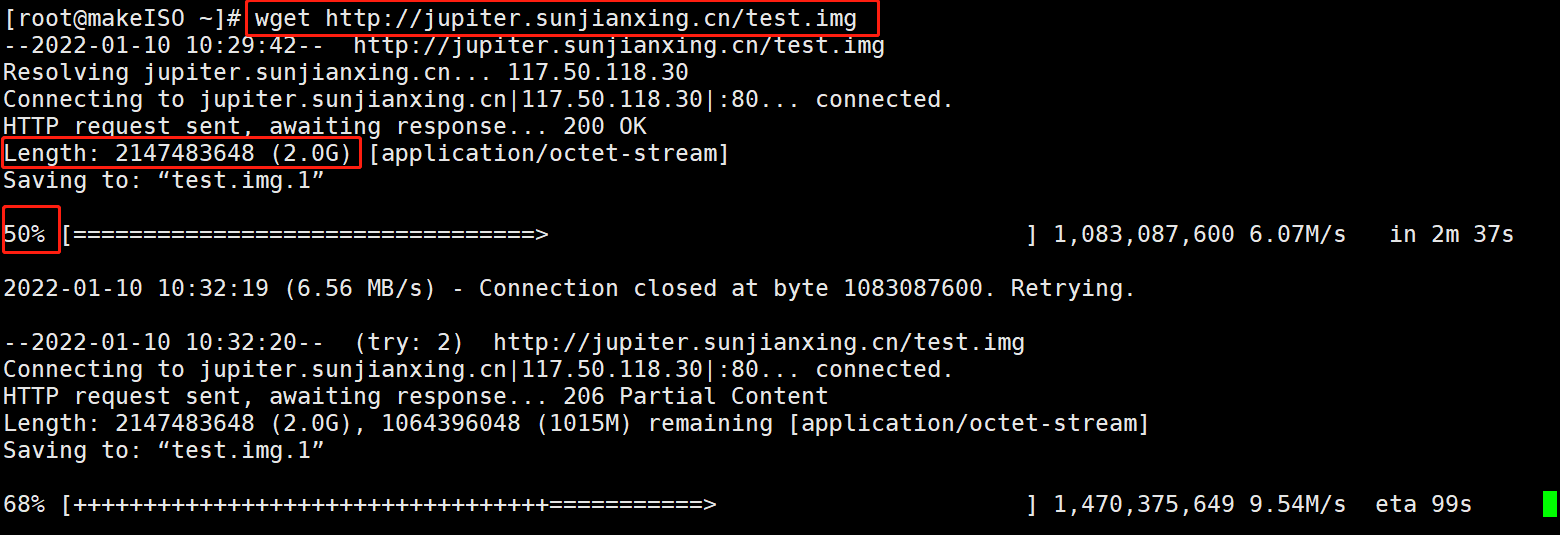 [root@makeISO ~]# wget http://jupiter.sunjianxing.cn/test.img
--2022-01-10 10:29:42--  http://jupiter.sunjianxing.cn/test.img
Resolving jupiter.sunjianxing.cn... 117.50.118.30
Connecting to jupiter.sunjianxing.cn|117.50.118.30|:80... connected.
HTTP request sent, awaiting response... 200 OK
Length: 2147483648 (2.0G) [application/octet-stream]
Saving to: “test.img.1”
50% [=================================>                                  ] 1,083,087,600 6.07M/s   in 2m 37s
2022-01-10 10:32:19 (6.56 MB/s) - Connection closed at byte 1083087600. Retrying.
--2022-01-10 10:32:20--  (try: 2)  http://jupiter.sunjianxing.cn/test.img
Connecting to jupiter.sunjianxing.cn|117.50.118.30|:80... connected.
HTTP request sent, awaiting response... 206 Partial Content
Length: 2147483648 (2.0G), 1064396048 (1015M) remaining [application/octet-stream]
Saving to: “test.img.1”
68% [++++++++++++++++++++++++++++++++++===========>                      ] 1,470,375,649 9.54M/s  eta 99s